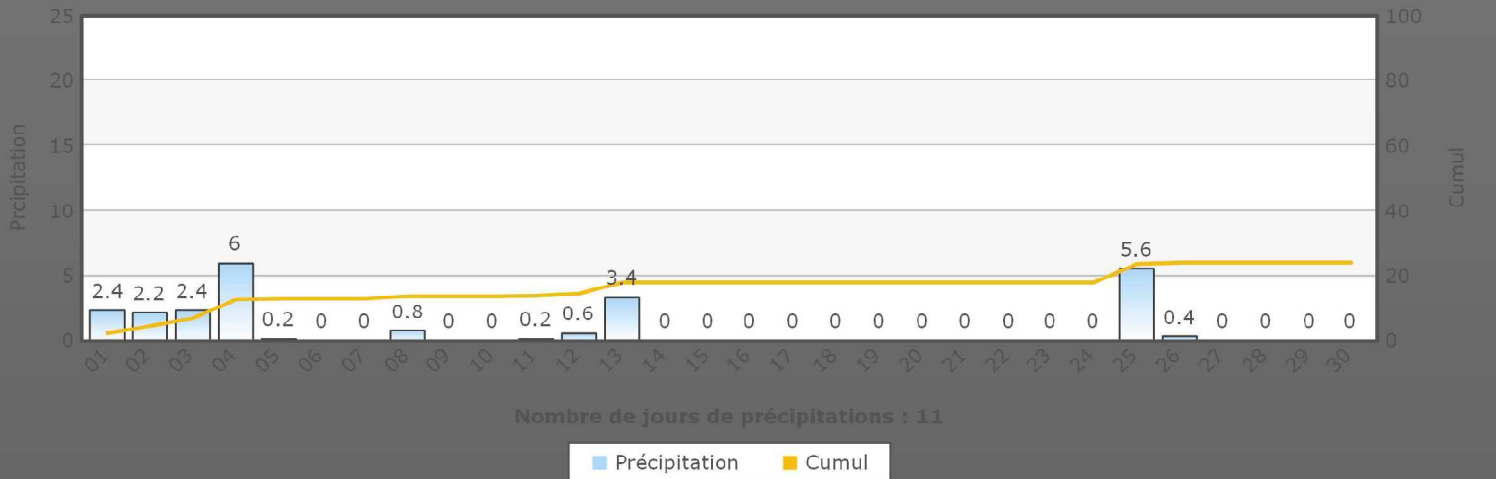 25
100
20
80
15
60
10
40
5
20
0
0
Prcipitation
Cumul
2.4 2.2 2.4 6 0.2 0 0 0.8 0 0 0.2 0.6 3.4 0 0 0 0 0 0 0 0 0 0 0 5.6 0.4 0 0 0 0
01 02 03 04 05 06 07 08 09 10 11 12 13 14 15 16 17 18 19 20 21 22 23 24 25 26 27 28 29 30
Nombre de jours de précipitations : 11
Précipitation Cumul